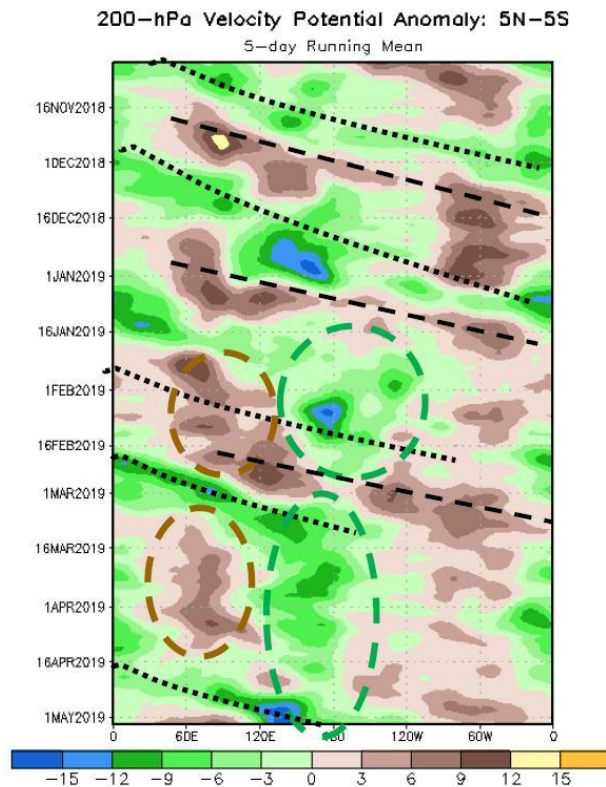 200-hPa Velocity Potential Anomaly: 5N-5S
5-day Running Mean
16NOV2018
1DEC2018
16DEC2018
1JAN2019
16JAN2019
1FEB2019
16FEB2019
1MAR2019
16MAR2019
1APR2019
16APR2019
1MAY2019
0 60E 120E 180 120W 60W 0
-15 -12 -9 -6 -3 0 3 6 9 12 15